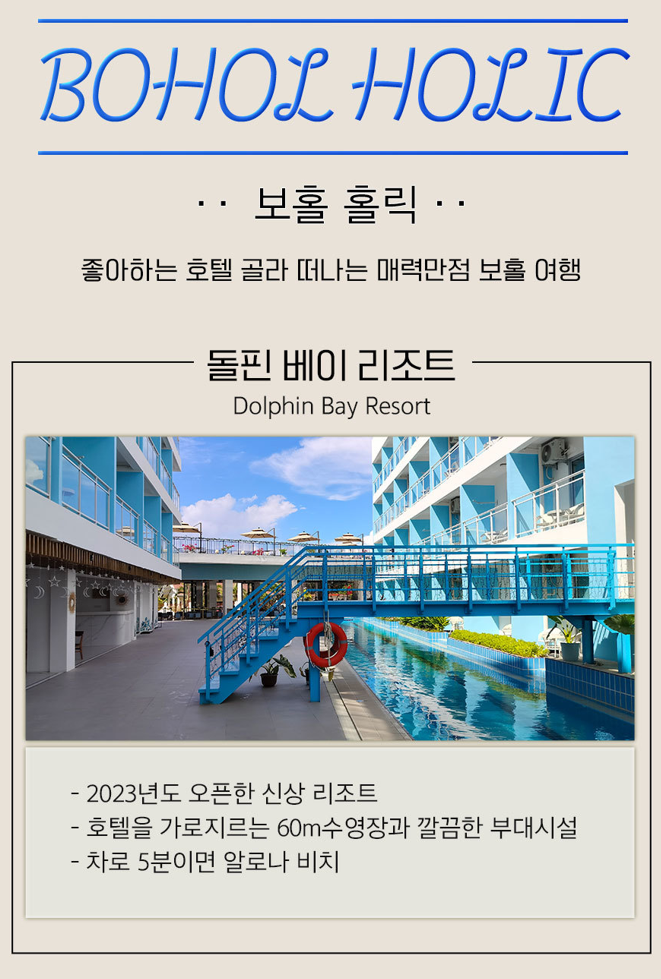 BOHOL HOLIC
·· 보홀 홀릭 ··
좋아하는 호텔 골라 떠나는 매력만점 보홀 여행
돌핀 베이 리조트
Dolphin Bay Resort
- 2023년도 오픈한 신상 리조트
- 호텔을 가로지르는 60m수영장과 깔끔한 부대시설
- 차로 5분이면 알로나 비치